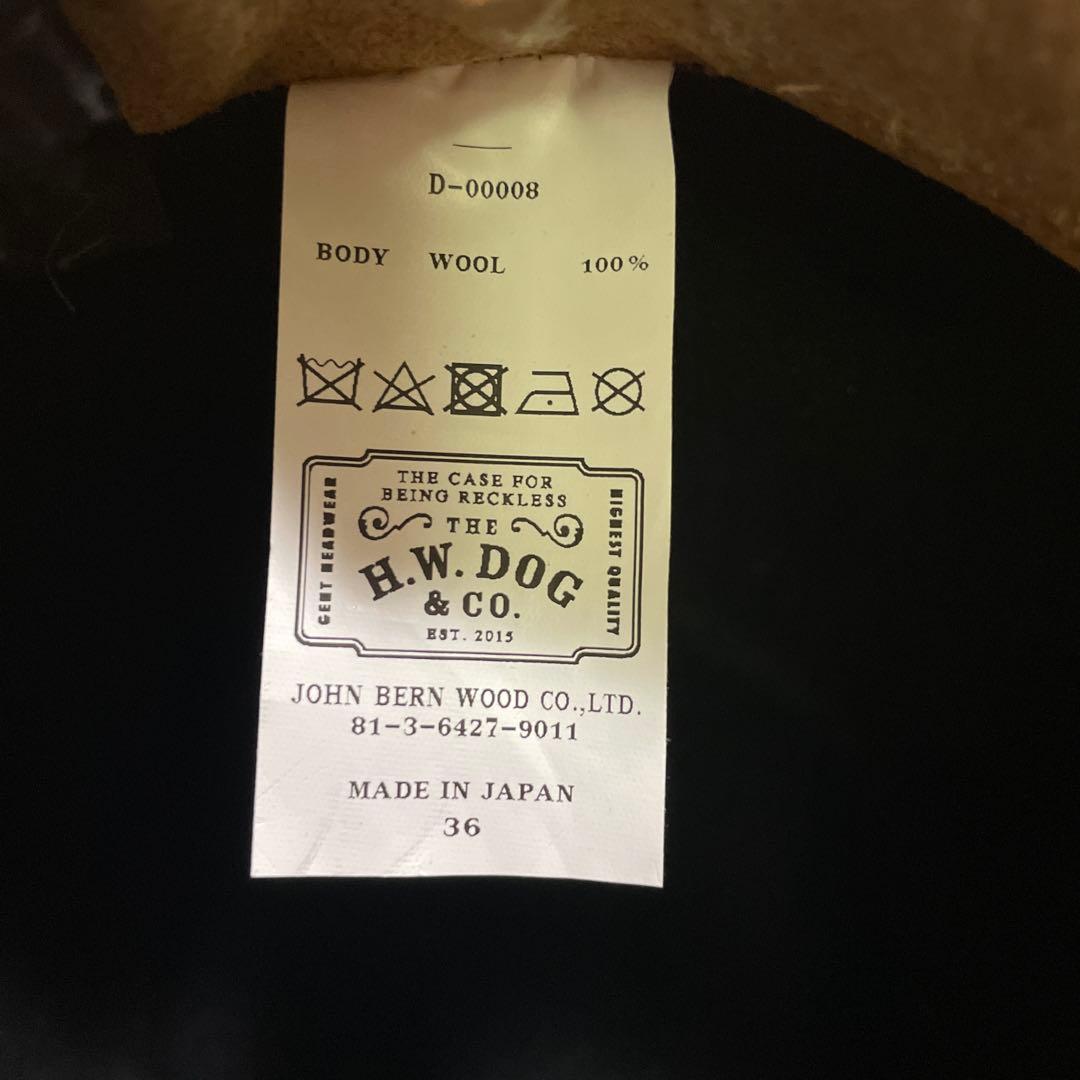 D-00008
BODY WOOL 100%
THE CASE FOR
BEING RECKLESS
THE
H.W. DOG
& CO.
EST. 2015
GENT HEADWEAR
HIGHEST QUALITY
JOHN BERN WOOD CO.,LTD.
81-3-6427-9011
MADE IN JAPAN
36